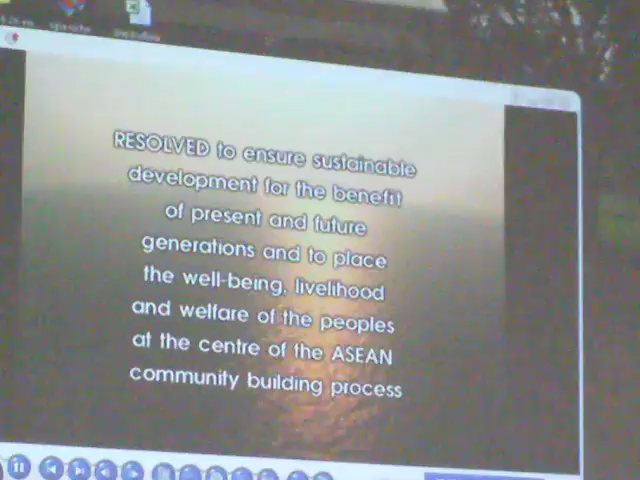 RESOLVED to ensure sustainable
development for the benefit
of present and future
generations and to place
the well-being, livelihood
and welfare of the peoples
at the centre of the ASEAN
community building process